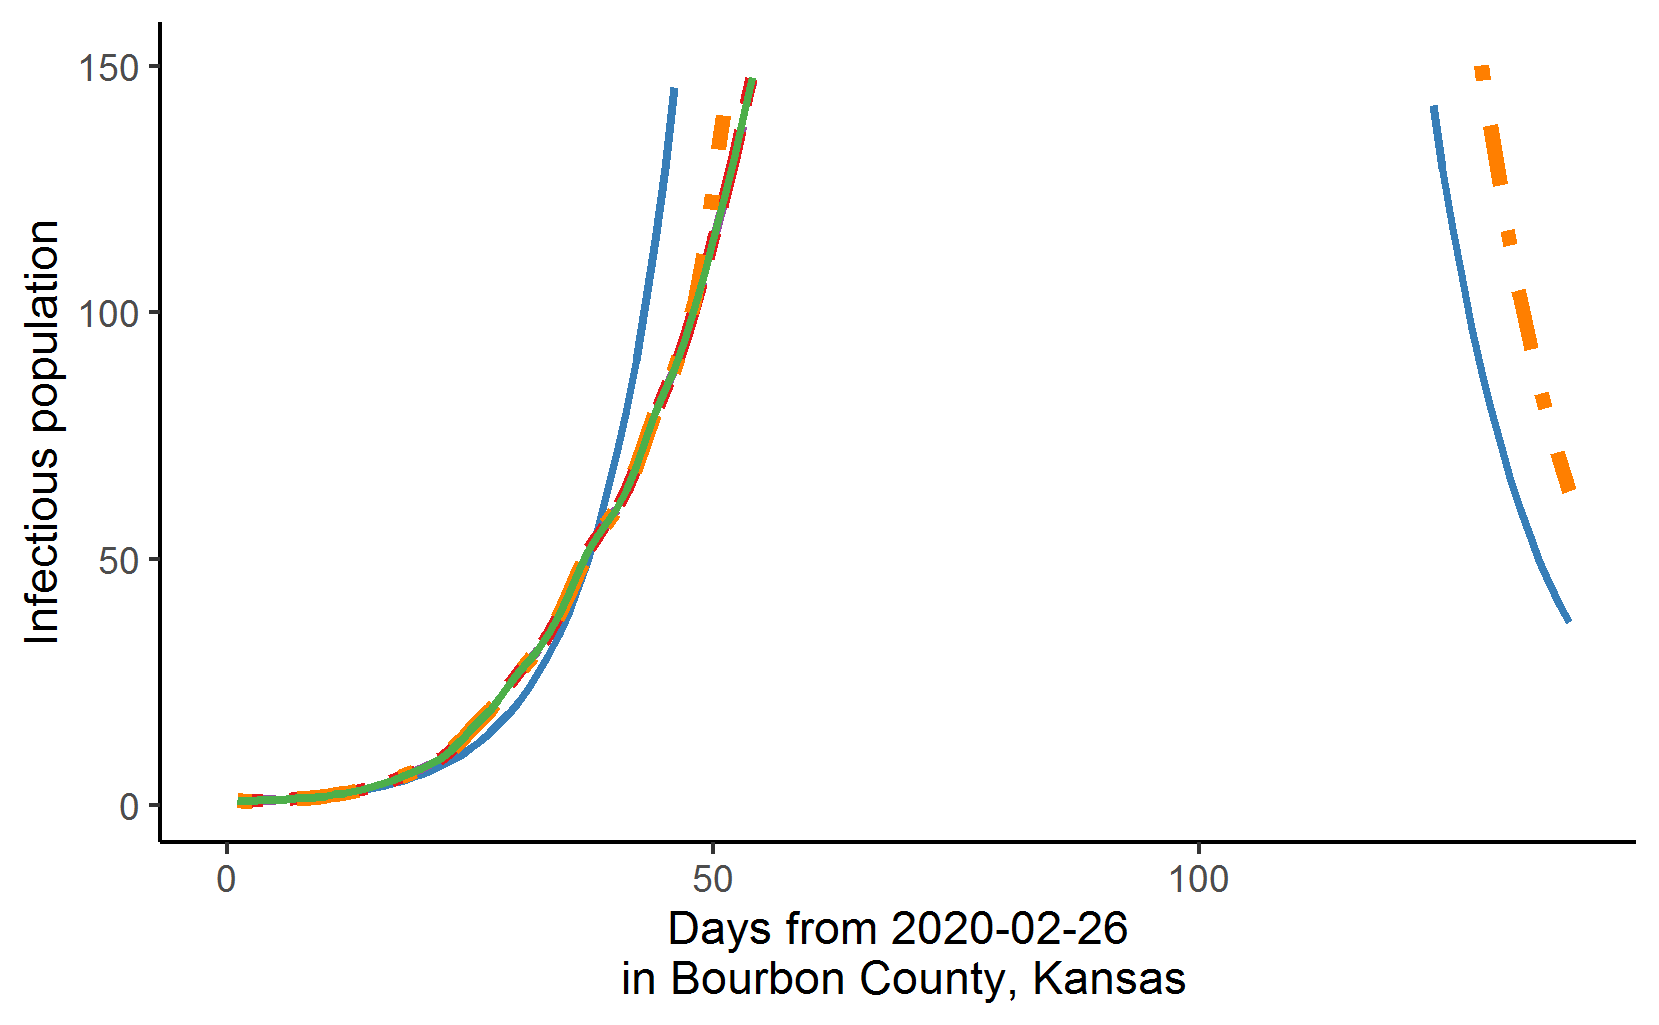 Infectious population
150
100
50
0
0 50 100
Days from 2020-02-26
in Bourbon County, Kansas